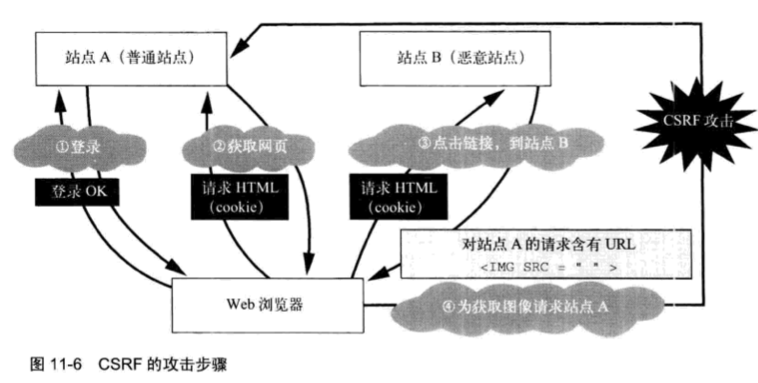 站点 A（普通站点）
站点 B（恶意站点）
CSRF 攻击
①登录
②获取网页
③点击链接，到站点 B
登录 OK
请求 HTML
(cookie)
请求 HTML
(cookie)
对站点 A 的请求含有 URL
<IMG SRC = " " >
Web 浏览器
④为获取图像请求站点 A
图 11-6 CSRF 的攻击步骤